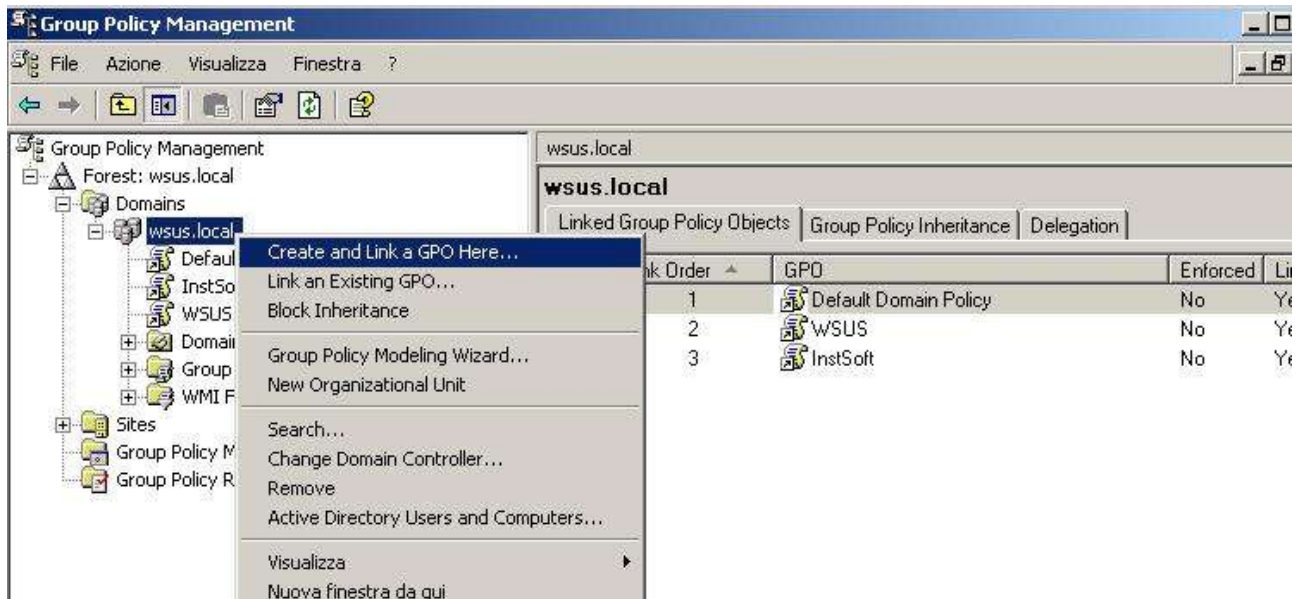 Group Policy Management
File Azione Visualizza Finestra ?
Group Policy Management
Forest: wsus.local
Domains
wsus.local
Default
InstSo
WSUS
Domain
Group
WMI F
Sites
Group Policy M
Group Policy R
Create and Link a GPO Here...
Link an Existing GPO...
Block Inheritance
Group Policy Modeling Wizard...
New Organizational Unit
Search...
Change Domain Controller...
Remove
Active Directory Users and Computers...
Visualizza
Nuova finestra da qui
wsus.local
wsus.local
Linked Group Policy Objects Group Policy Inheritance Delegation
nk Order GPO Enforced Li
1 Default Domain Policy No Ye
2 WSUS No Ye
3 InstSoft No Ye